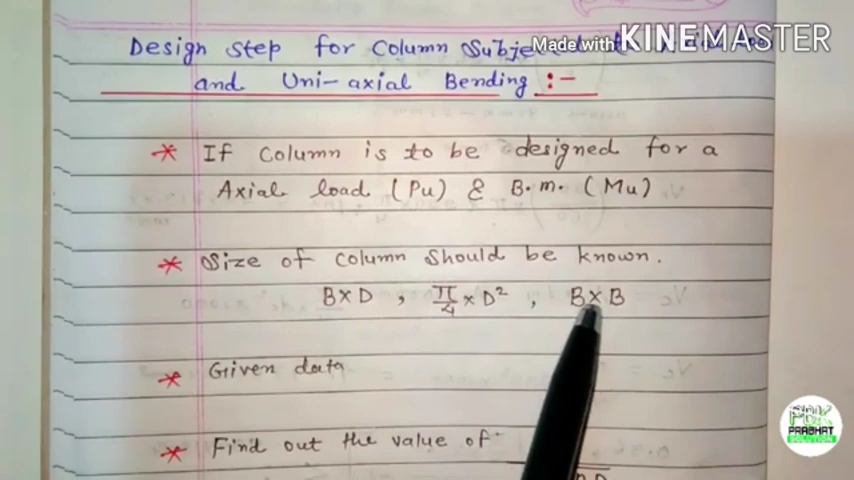 Made with KINEMASTER
Design step for Column Subje
and Uni-axial Bending :-
* If Column is to be designed for a
Axial load (Pu) & B.m. (Mu)
* Size of Column Should be known.
B×D , π/4 × D² , B×B
* Given data
* Find out the value of
PRABHAT
SOLUTION